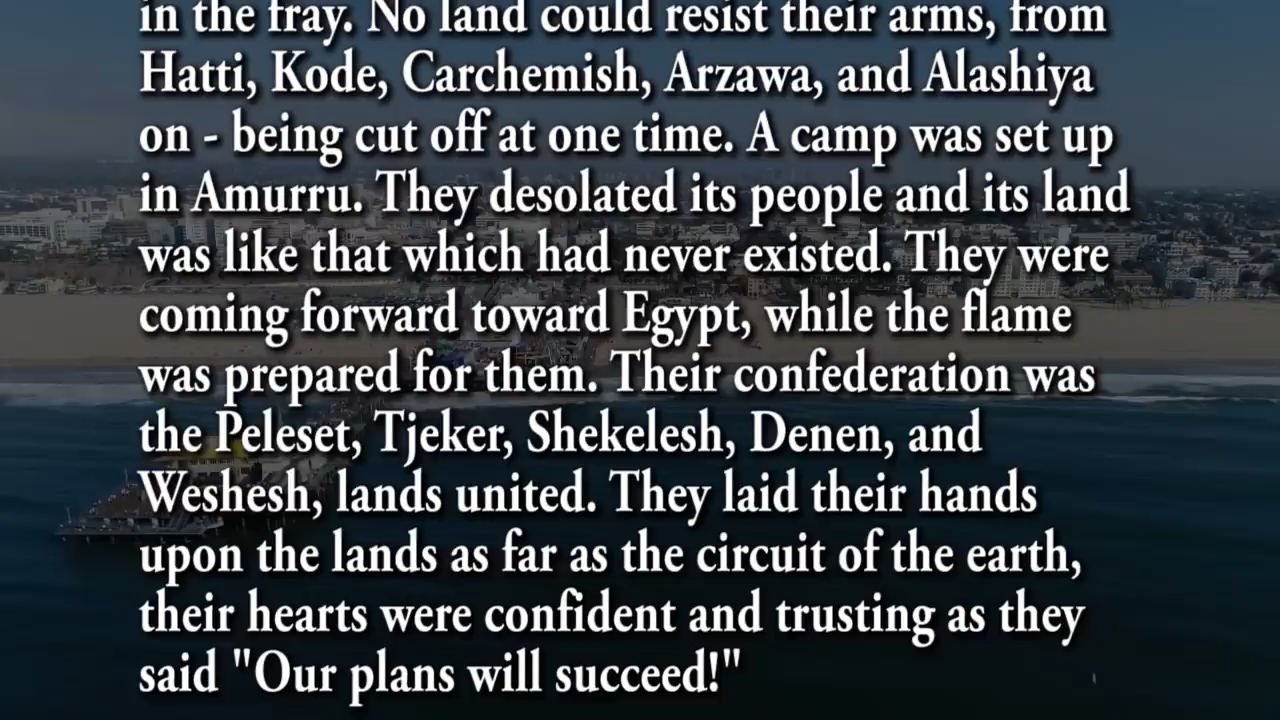 in the fray. No land could resist their arms, from
Hatti, Kode, Carchemish, Arzawa, and Alashiya
on - being cut off at one time. A camp was set up
in Amurru. They desolated its people and its land
was like that which had never existed. They were
coming forward toward Egypt, while the flame
was prepared for them. Their confederation was
the Peleset, Tjeker, Shekelesh, Denen, and
Weshesh, lands united. They laid their hands
upon the lands as far as the circuit of the earth,
their hearts were confident and trusting as they
said "Our plans will succeed!"